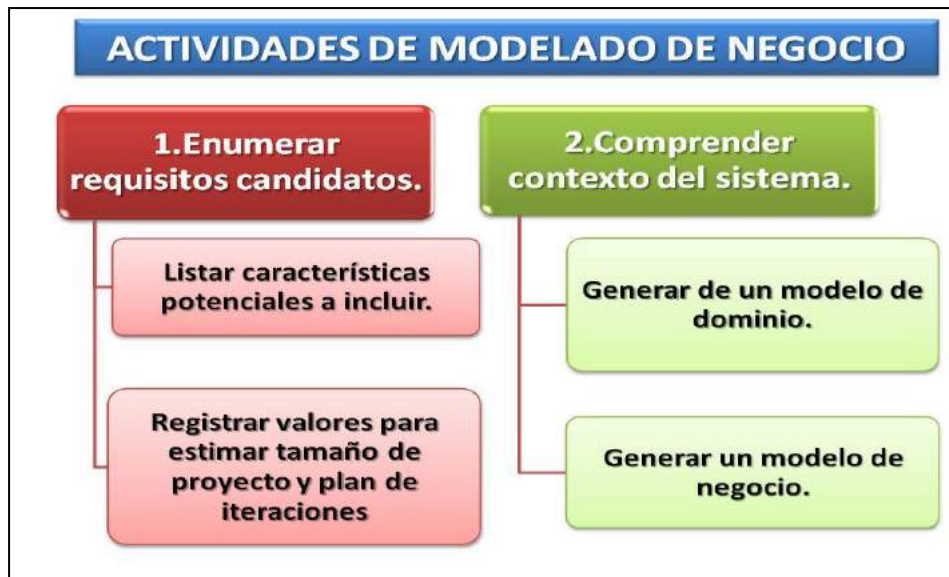 ACTIVIDADES DE MODELADO DE NEGOCIO
1.Enumerar
requisitos candidatos.
Listar características
potenciales a incluir.
Registrar valores para
estimar tamaño de
proyecto y plan de
iteraciones
2.Comprender
contexto del sistema.
Generar de un modelo de
dominio.
Generar un modelo de
negocio.